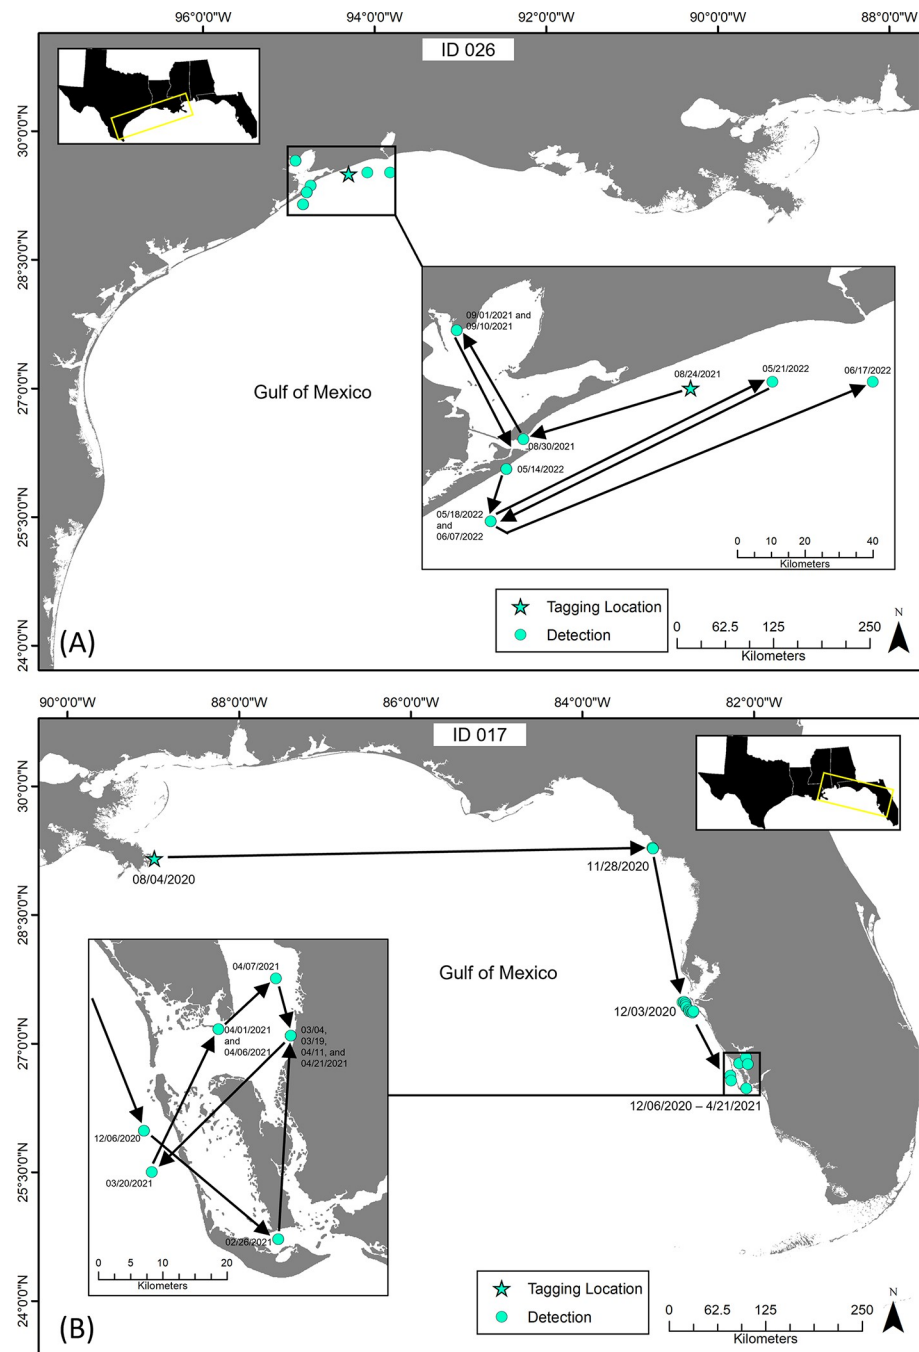 96°0'0"W
94°0'0"W
92°0'0"W
90°0'0"W
88°0'0"W
ID 026
30°0'0"N
28°30'0"N
27°0'0"N
25°30'0"N
24°0'0"N
Gulf of Mexico
09/01/2021 and
09/10/2021
08/24/2021
05/21/2022
06/17/2022
08/30/2021
05/14/2022
05/18/2022
and
06/07/2022
0 10 20 40
Kilometers
Tagging Location
Detection
0 62.5 125 250
Kilometers
N
(A)
90°0'0"W
88°0'0"W
86°0'0"W
84°0'0"W
82°0'0"W
ID 017
30°0'0"N
28°30'0"N
27°0'0"N
25°30'0"N
24°0'0"N
08/04/2020
11/28/2020
Gulf of Mexico
12/03/2020
12/06/2020 – 4/21/2021
04/07/2021
04/01/2021
and
04/06/2021
03/04,
03/19,
04/11, and
04/21/2021
12/06/2020
03/20/2021
02/26/2021
0 5 10 20
Kilometers
Tagging Location
Detection
0 62.5 125 250
Kilometers
N
(B)